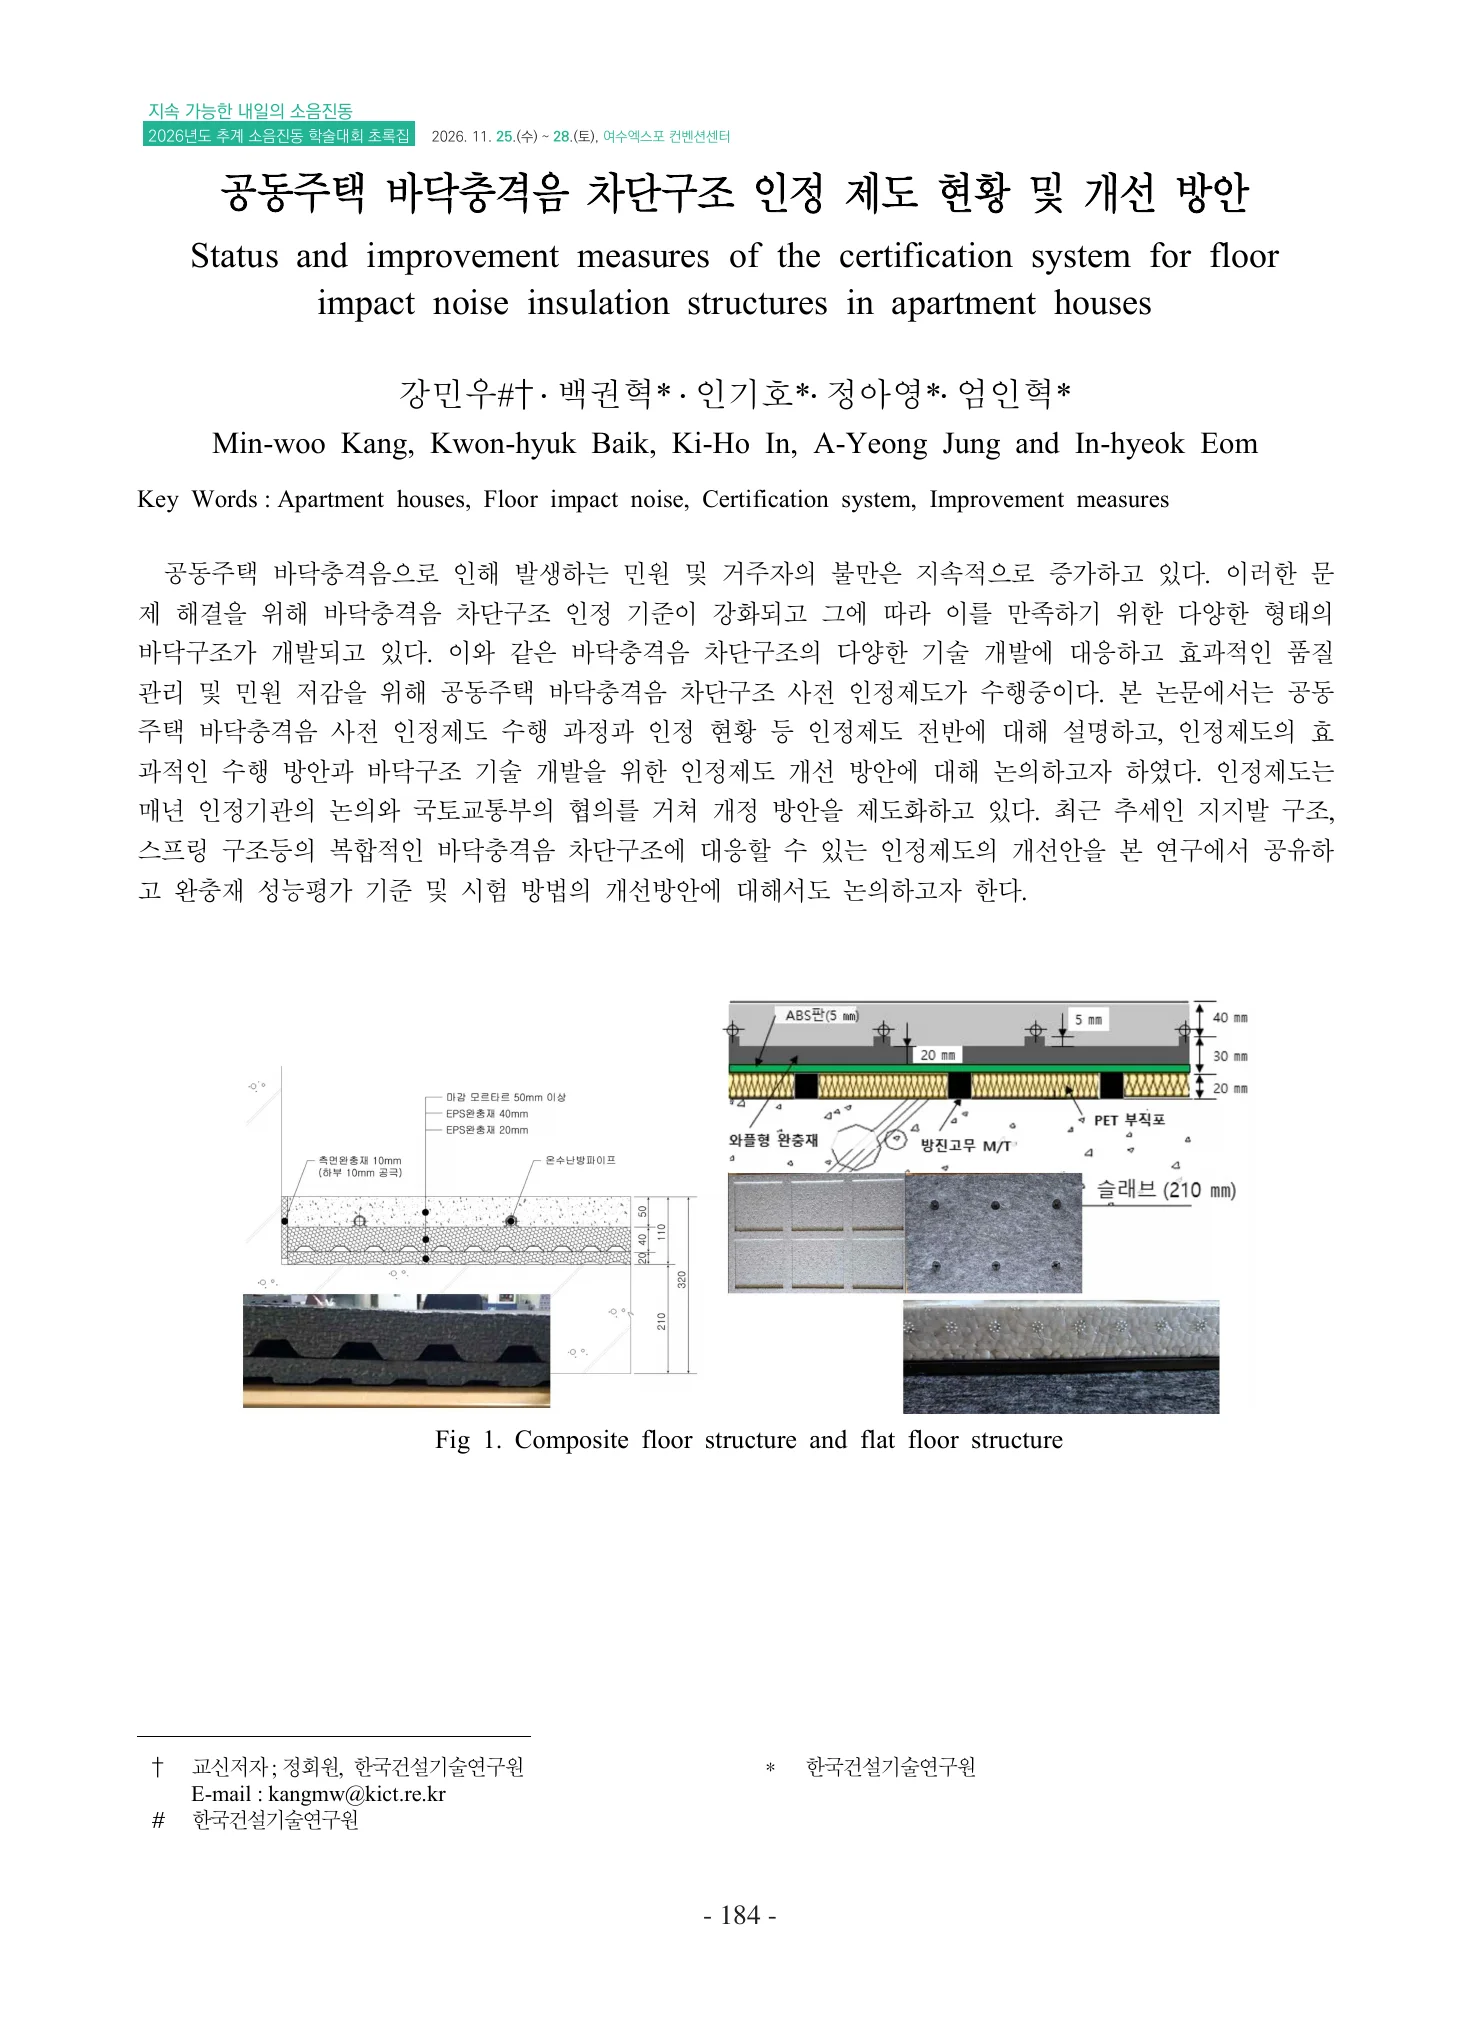 지속 가능한 내일의 소음진동
2026년도 추계 소음진동 학술대회 초록집 2026. 11. 25.(수) ~ 28.(토), 여수엑스포 컨벤션센터
공동주택 바닥충격음 차단구조 인정 제도 현황 및 개선 방안
Status and improvement measures of the certification system for floor
impact noise insulation structures in apartment houses
강민우#† · 백권혁* · 인기호*· 정아영*· 엄인혁*
Min-woo Kang, Kwon-hyuk Baik, Ki-Ho In, A-Yeong Jung and In-hyeok Eom
Key Words : Apartment houses, Floor impact noise, Certification system, Improvement measures
공동주택 바닥충격음으로 인해 발생하는 민원 및 거주자의 불만은 지속적으로 증가하고 있다. 이러한 문
제 해결을 위해 바닥충격음 차단구조 인정 기준이 강화되고 그에 따라 이를 만족하기 위한 다양한 형태의
바닥구조가 개발되고 있다. 이와 같은 바닥충격음 차단구조의 다양한 기술 개발에 대응하고 효과적인 품질
관리 및 민원 저감을 위해 공동주택 바닥충격음 차단구조 사전 인정제도가 수행중이다. 본 논문에서는 공동
주택 바닥충격음 사전 인정제도 수행 과정과 인정 현황 등 인정제도 전반에 대해 설명하고, 인정제도의 효
과적인 수행 방안과 바닥구조 기술 개발을 위한 인정제도 개선 방안에 대해 논의하고자 하였다. 인정제도는
매년 인정기관의 논의와 국토교통부의 협의를 거쳐 개정 방안을 제도화하고 있다. 최근 추세인 지지발 구조,
스프링 구조등의 복합적인 바닥충격음 차단구조에 대응할 수 있는 인정제도의 개선안을 본 연구에서 공유하
고 완충재 성능평가 기준 및 시험 방법의 개선방안에 대해서도 논의하고자 한다.
마감 모르타르 50mm 이상
EPS완충재 40mm
EPS완충재 20mm
측면완충재 10mm
(하부 10mm 공극)
온수난방파이프
50
40
20
110
210
320
ABS판(5 mm)
5 mm
20 mm
40 mm
30 mm
20 mm
와플형 완충재
방진고무 M/T
PET 부직포
슬래브 (210 mm)
Fig 1. Composite floor structure and flat floor structure
† 교신저자 ; 정회원, 한국건설기술연구원
E-mail : kangmw@kict.re.kr
# 한국건설기술연구원
* 한국건설기술연구원
- 184 -